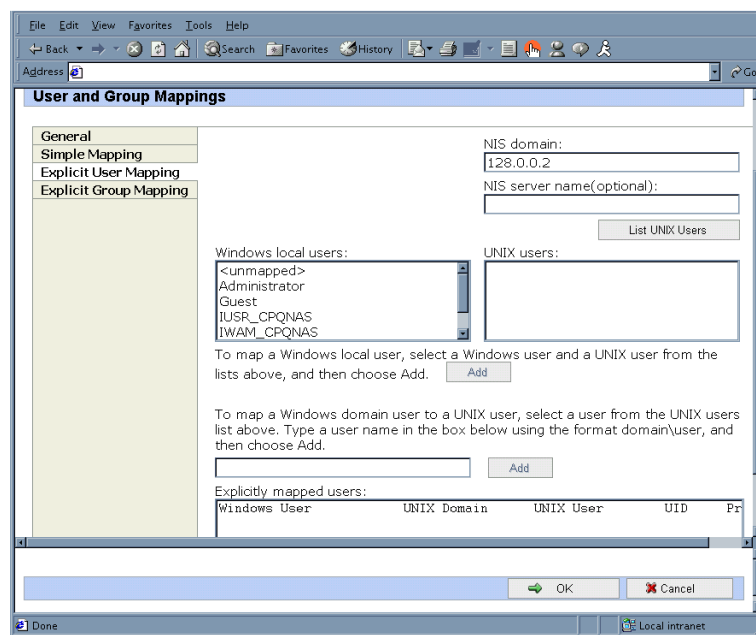 File Edit View Favorites Tools Help
Back Search Favorites History
Address Go
User and Group Mappings
General
Simple Mapping
Explicit User Mapping
Explicit Group Mapping
NIS domain:
128.0.0.2
NIS server name(optional):
List UNIX Users
Windows local users:
<unmapped>
Administrator
Guest
IUSR_CPQNAS
IWAM_CPQNAS
UNIX users:
To map a Windows local user, select a Windows user and a UNIX user from the
lists above, and then choose Add. Add
To map a Windows domain user to a UNIX user, select a user from the UNIX users
list above. Type a user name in the box below using the format domain\user, and
then choose Add.
Add
Explicitly mapped users:
Windows User UNIX Domain UNIX User UID Pr
OK Cancel
Done Local intranet